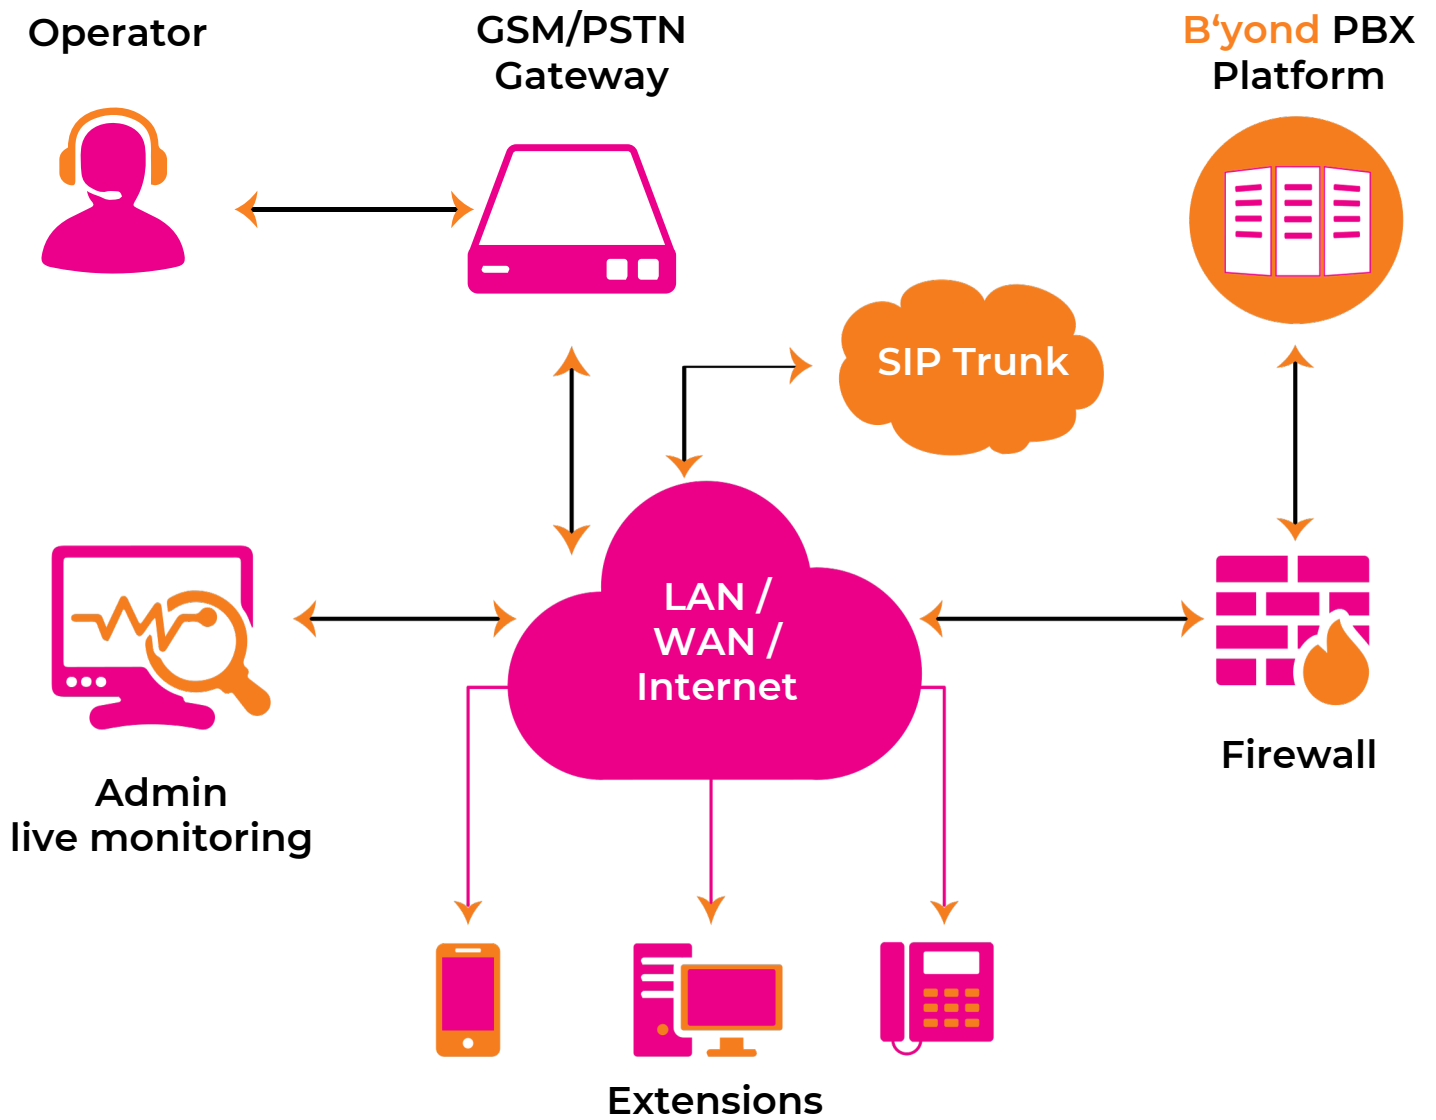 Operator
GSM/PSTN
Gateway
B‘yond PBX
Platform
SIP Trunk
LAN /
WAN /
Internet
Firewall
Admin
live monitoring
Extensions